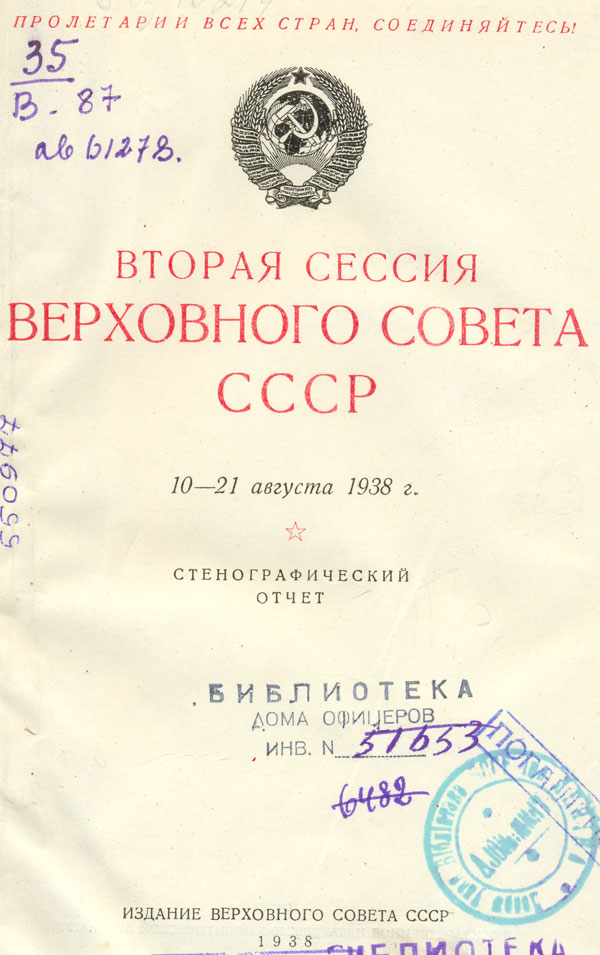 ПРОЛЕТАРИИ ВСЕХ СТРАН, СОЕДИНЯЙТЕСЬ!
35
В - 87
ав 61278.
ВТОРАЯ СЕССИЯ
ВЕРХОВНОГО СОВЕТА
СССР
10—21 августа 1938 г.
СТЕНОГРАФИЧЕСКИЙ
ОТЧЕТ
БИБЛИОТЕКА
ДОМА ОФИЦЕРОВ
ИНВ. N 51653
6482
ИЗДАНИЕ ВЕРХОВНОГО СОВЕТА СССР
1938
БИБЛИОТЕКА